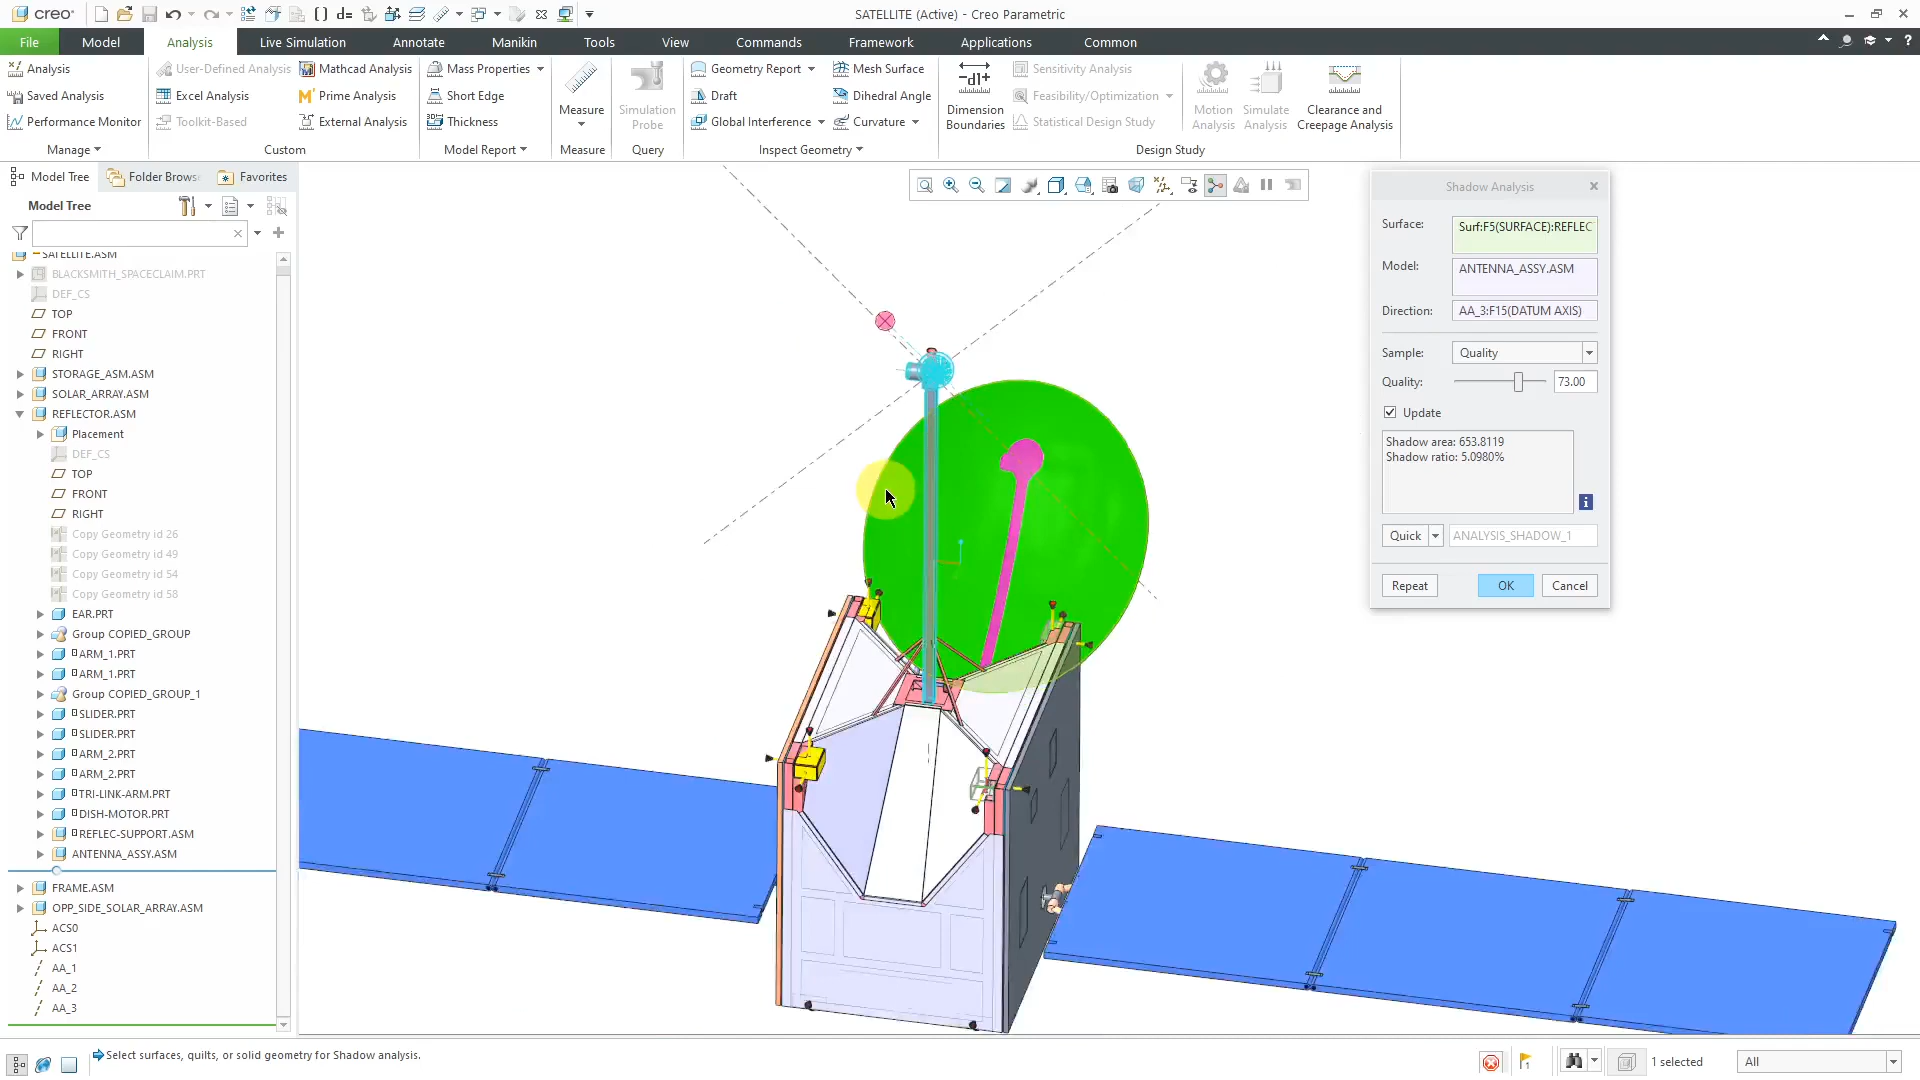 creo
SATELLITE (Active) - Creo Parametric
File
Model
Analysis
Live Simulation
Annotate
Manikin
Tools
View
Commands
Framework
Applications
Common
Analysis
Saved Analysis
Performance Monitor
Manage
User-Defined Analysis
Excel Analysis
Toolkit-Based
Mathcad Analysis
Prime Analysis
External Analysis
Custom
Mass Properties
Short Edge
Thickness
Model Report
Measure
Measure
Simulation
Probe
Query
Geometry Report
Draft
Global Interference
Mesh Surface
Dihedral Angle
Curvature
Inspect Geometry
Dimension
Boundaries
Sensitivity Analysis
Feasibility/Optimization
Statistical Design Study
Motion
Analysis
Simulate
Analysis
Clearance and
Creepage Analysis
Design Study
Model Tree
Folder Brows
Favorites
Model Tree
SATELLITE.ASM
BLACKSMITH_SPACECLAIM.PRT
DEF_CS
TOP
FRONT
RIGHT
STORAGE_ASM.ASM
SOLAR_ARRAY.ASM
REFLECTOR.ASM
Placement
DEF_CS
TOP
FRONT
RIGHT
Copy Geometry id 26
Copy Geometry id 49
Copy Geometry id 54
Copy Geometry id 58
EAR.PRT
Group COPIED_GROUP
ARM_1.PRT
ARM_1.PRT
Group COPIED_GROUP_1
SLIDER.PRT
SLIDER.PRT
ARM_2.PRT
ARM_2.PRT
TRI-LINK-ARM.PRT
DISH-MOTOR.PRT
REFLEC-SUPPORT.ASM
ANTENNA_ASSY.ASM
FRAME.ASM
OPP_SIDE_SOLAR_ARRAY.ASM
ACS0
ACS1
AA_1
AA_2
AA_3
Shadow Analysis
Surface: Surf:F5(SURFACE):REFLEC
Model: ANTENNA_ASSY.ASM
Direction: AA_3:F15(DATUM AXIS)
Sample: Quality
Quality: 73.00
Update
Shadow area: 653.8119
Shadow ratio: 5.0980%
Quick ANALYSIS_SHADOW_1
Repeat OK Cancel
Select surfaces, quilts, or solid geometry for Shadow analysis.
1 selected
All